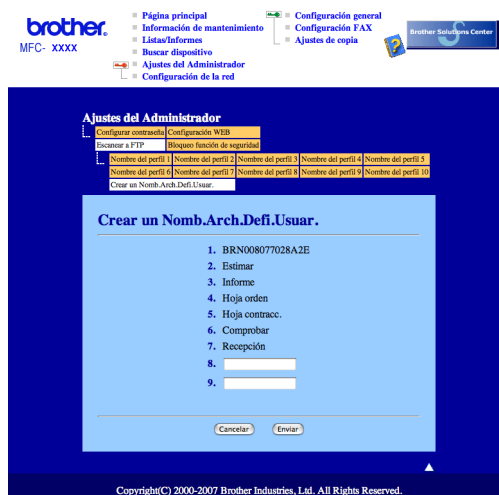 brother.
MFC- XXXX
Página principal
Información de mantenimiento
Listas/Informes
Buscar dispositivo
Ajustes del Administrador
Configuración de la red
Configuración general
Configuración FAX
Ajustes de copia
Brother Solutions Center
Ajustes del Administrador
Configurar contraseña Configuración WEB
Escanear a FTP Bloqueo función de seguridad
Nombre del perfil 1 Nombre del perfil 2 Nombre del perfil 3 Nombre del perfil 4 Nombre del perfil 5
Nombre del perfil 6 Nombre del perfil 7 Nombre del perfil 8 Nombre del perfil 9 Nombre del perfil 10
Crear un Nomb.Arch.Defi.Usuar.
Crear un Nomb.Arch.Defi.Usuar.
1. BRN008077028A2E
2. Estimar
3. Informe
4. Hoja orden
5. Hoja contracc.
6. Comprobar
7. Recepción
8.
9.
Cancelar Enviar
Copyright(C) 2000-2007 Brother Industries, Ltd. All Rights Reserved.